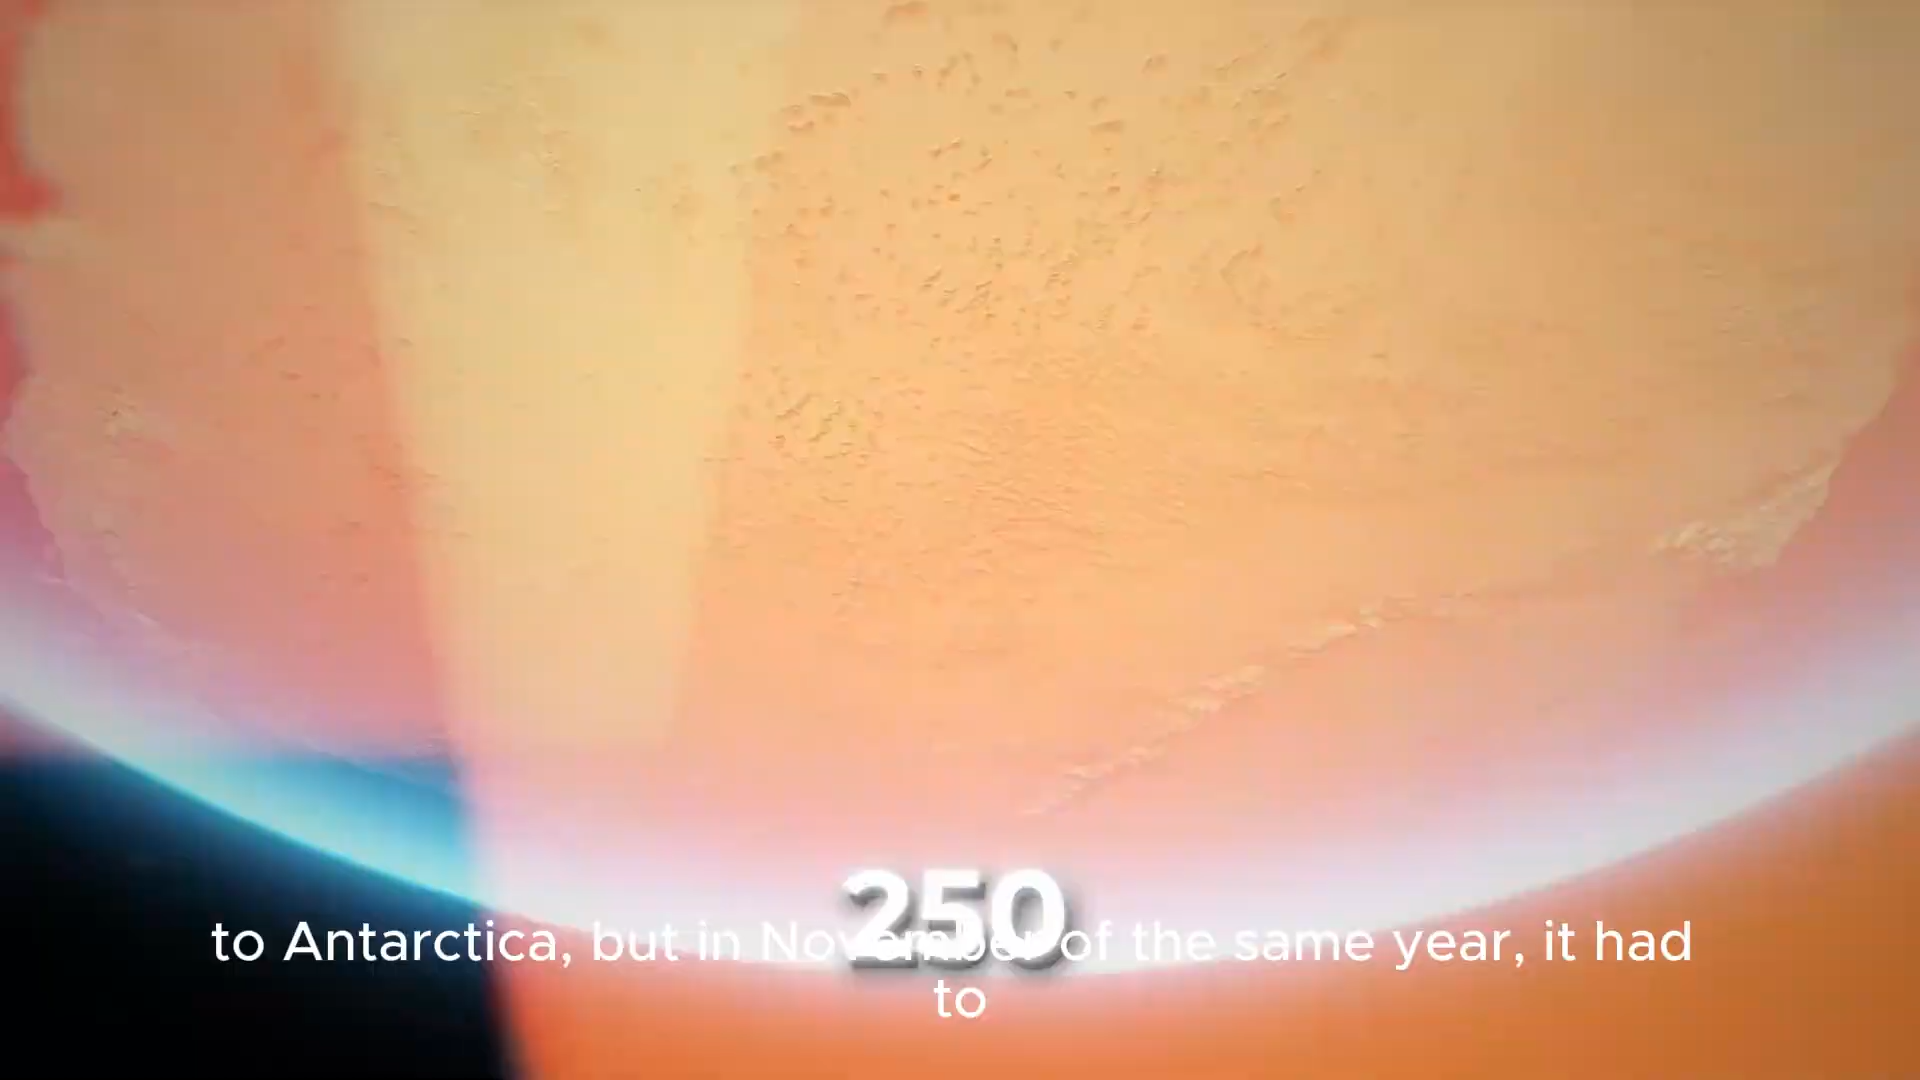 250
to Antarctica, but in November of the same year, it had
to